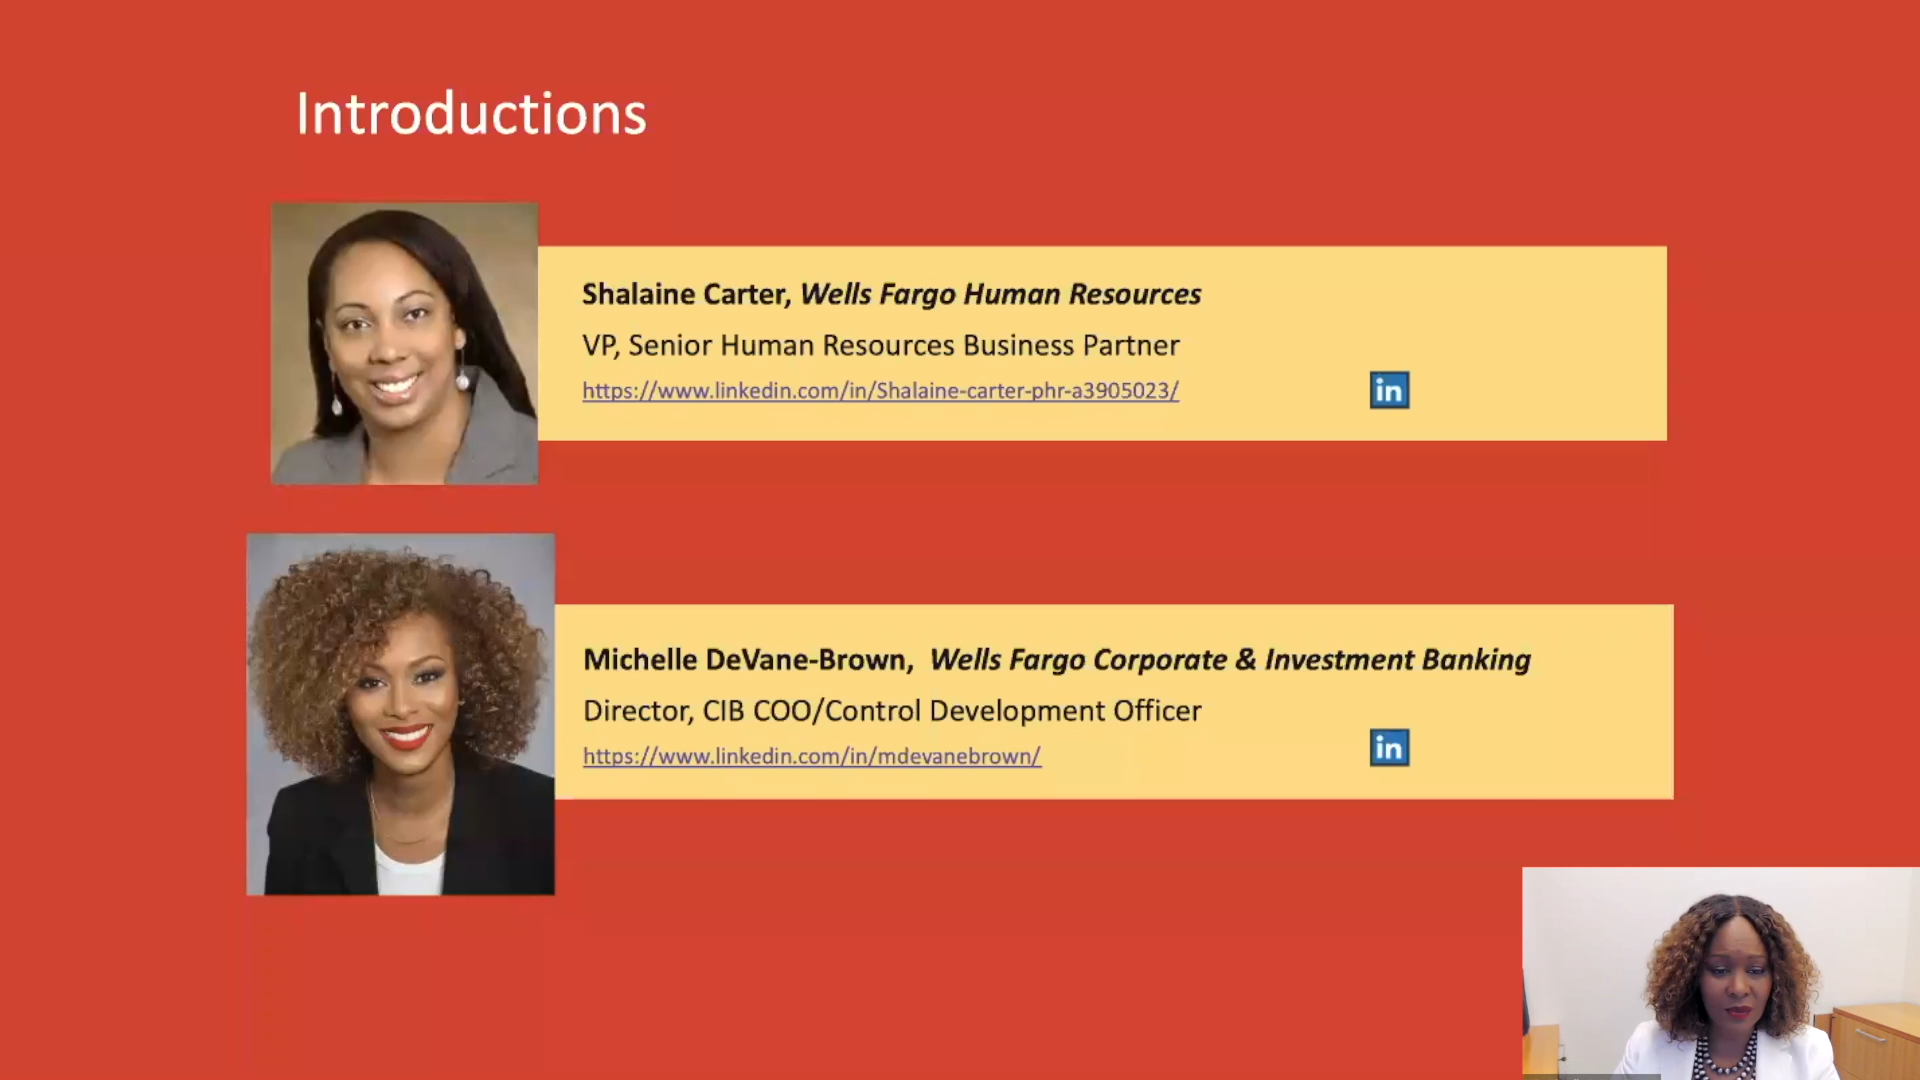 Introductions
Shalaine Carter, Wells Fargo Human Resources
VP, Senior Human Resources Business Partner
https://www.linkedin.com/in/Shalaine-carter-phr-a3905023/
in
Michelle DeVane-Brown, Wells Fargo Corporate & Investment Banking
Director, CIB COO/Control Development Officer
https://www.linkedin.com/in/mdevanebrown/
in